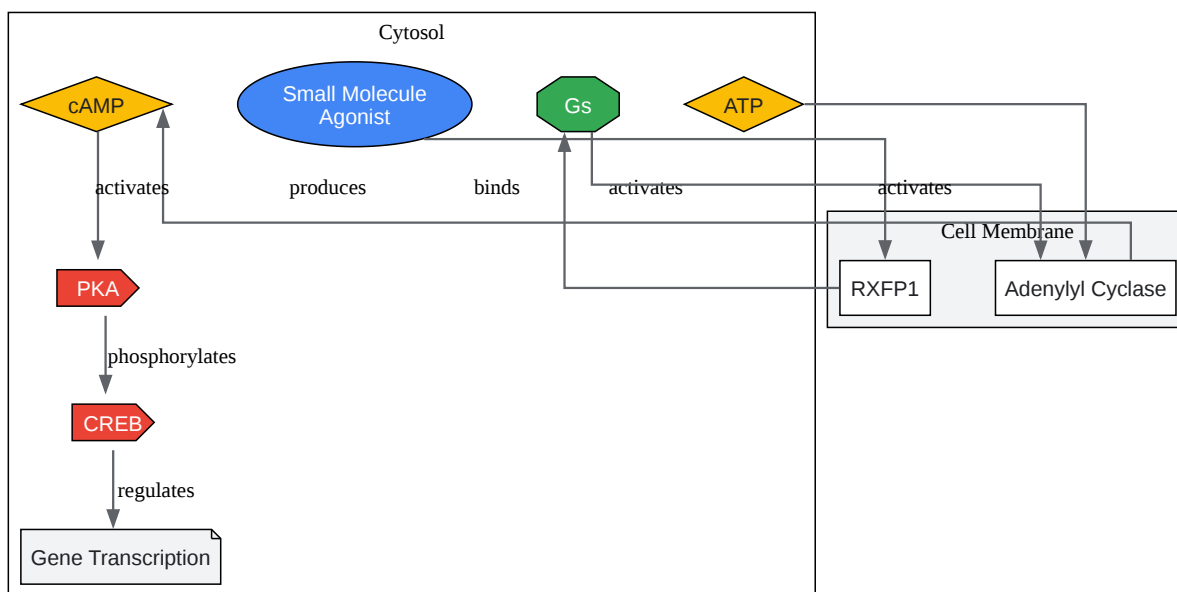 Cytosol
cAMP
Small Molecule
Agonist
Gs
ATP
activates
produces
binds
activates
activates
Cell Membrane
PKA
RXFP1
Adenylyl Cyclase
phosphorylates
CREB
regulates
Gene Transcription